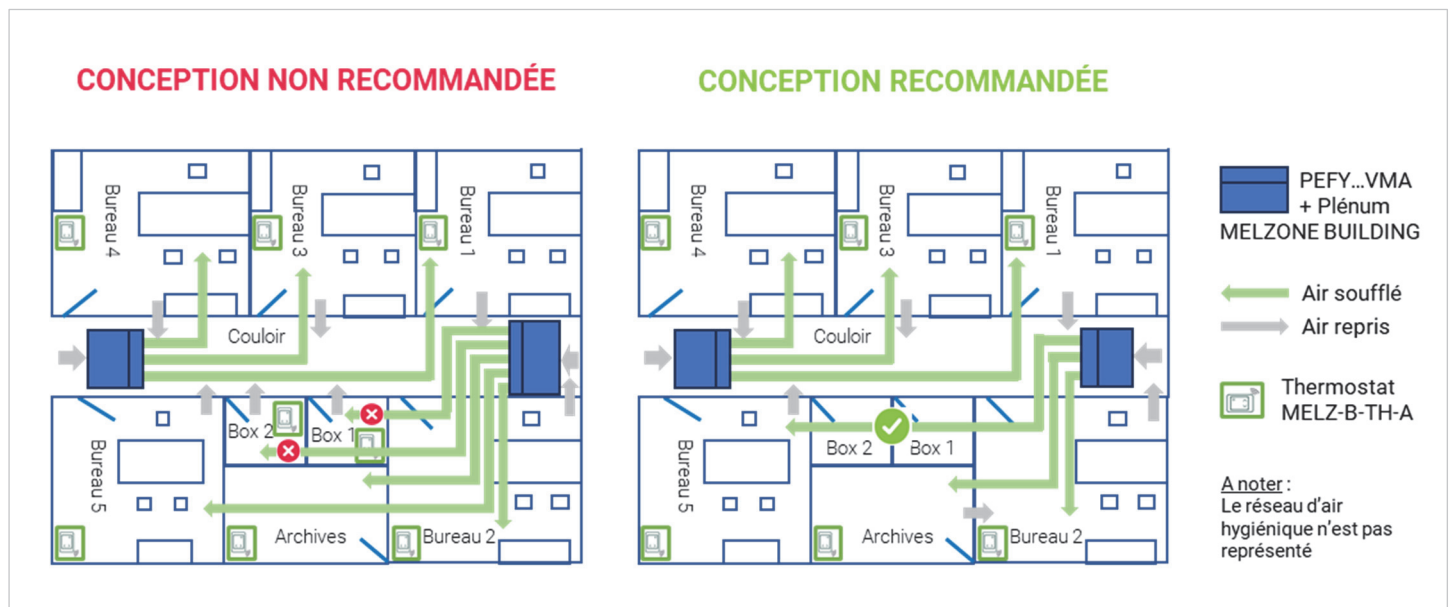 CONCEPTION NON RECOMMANDÉE
Bureau 4
Bureau 3
Bureau 1
Couloir
Box 2
Box 1
Bureau 5
Archives
Bureau 2
CONCEPTION RECOMMANDÉE
Bureau 4
Bureau 3
Bureau 1
Couloir
Box 2
Box 1
Bureau 5
Archives
Bureau 2
PEFY...VMA
+ Plénum
MELZONE BUILDING
Air soufflé
Air repris
Thermostat
MELZ-B-TH-A
A noter :
Le réseau d'air
hygiénique n'est pas
représenté